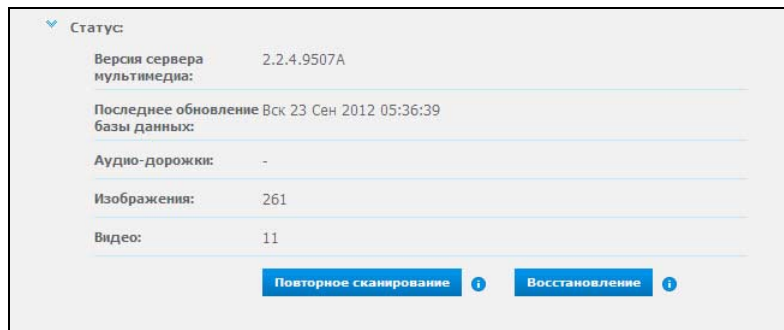 Статус:
Версия сервера
мультимедиа:
2.2.4.9507A
Последнее обновление
базы данных:
Вск 23 Сен 2012 05:36:39
Аудио-дорожки: -
Изображения: 261
Видео: 11
Повторное сканирование Восстановление